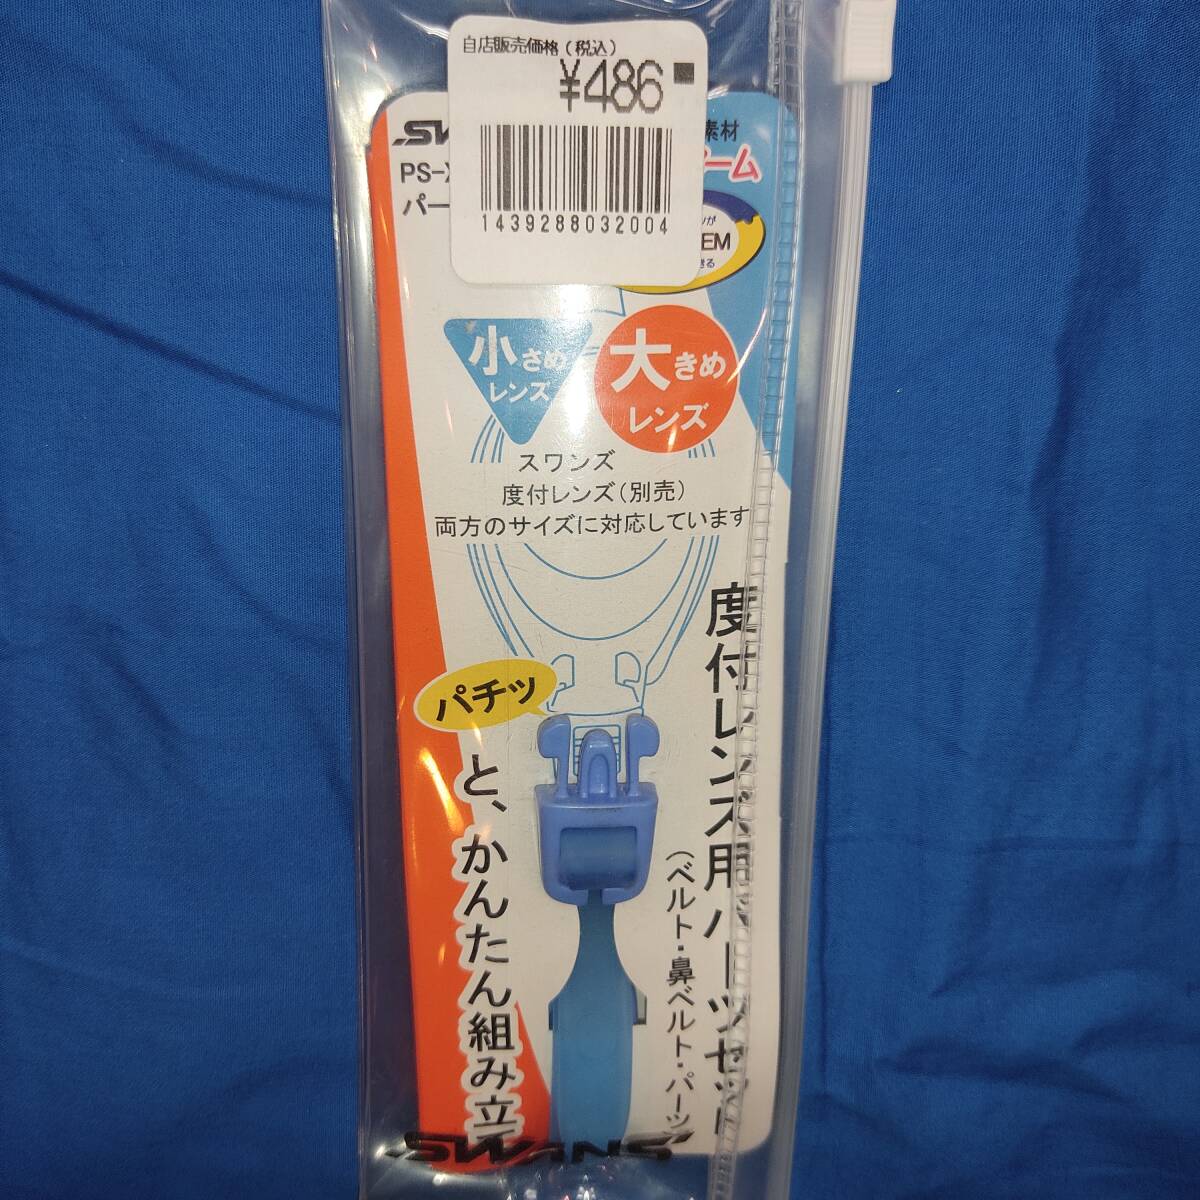 自店販売価格(税込)
¥486
1439288032004
PS-
パー
素材
EM
小さめ
レンズ
大きめ
レンズ
スワンズ
度付レンズ(別売)
両方のサイズに対応しています
度付レンズ用パーツセット
(ベルト・鼻ベルト・パーツ)
パチッ
と、かんたん組み立
SWANS